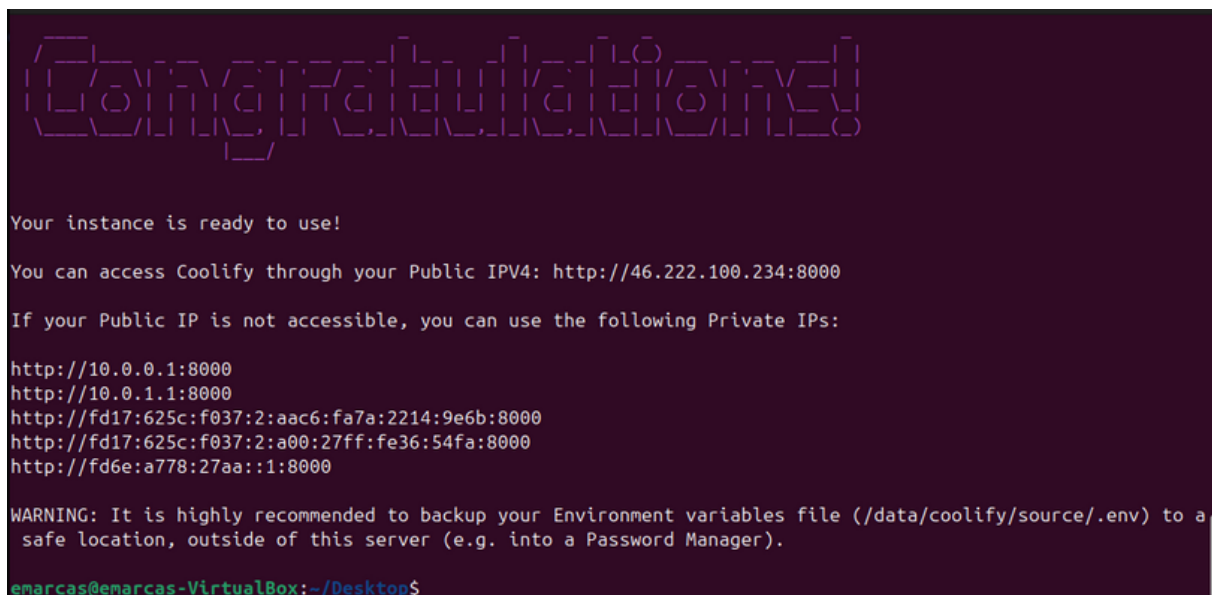 Congratulations!
Your instance is ready to use!
You can access Coolify through your Public IPV4: http://46.222.100.234:8000
If your Public IP is not accessible, you can use the following Private IPs:
http://10.0.0.1:8000
http://10.0.1.1:8000
http://fd17:625c:f037:2:aac6:fa7a:2214:9e6b:8000
http://fd17:625c:f037:2:a00:27ff:fe36:54fa:8000
http://fd6e:a778:27aa::1:8000
WARNING: It is highly recommended to backup your Environment variables file (/data/coolify/source/.env) to a
safe location, outside of this server (e.g. into a Password Manager).
emarcas@emarcas-VirtualBox:~/Desktop$